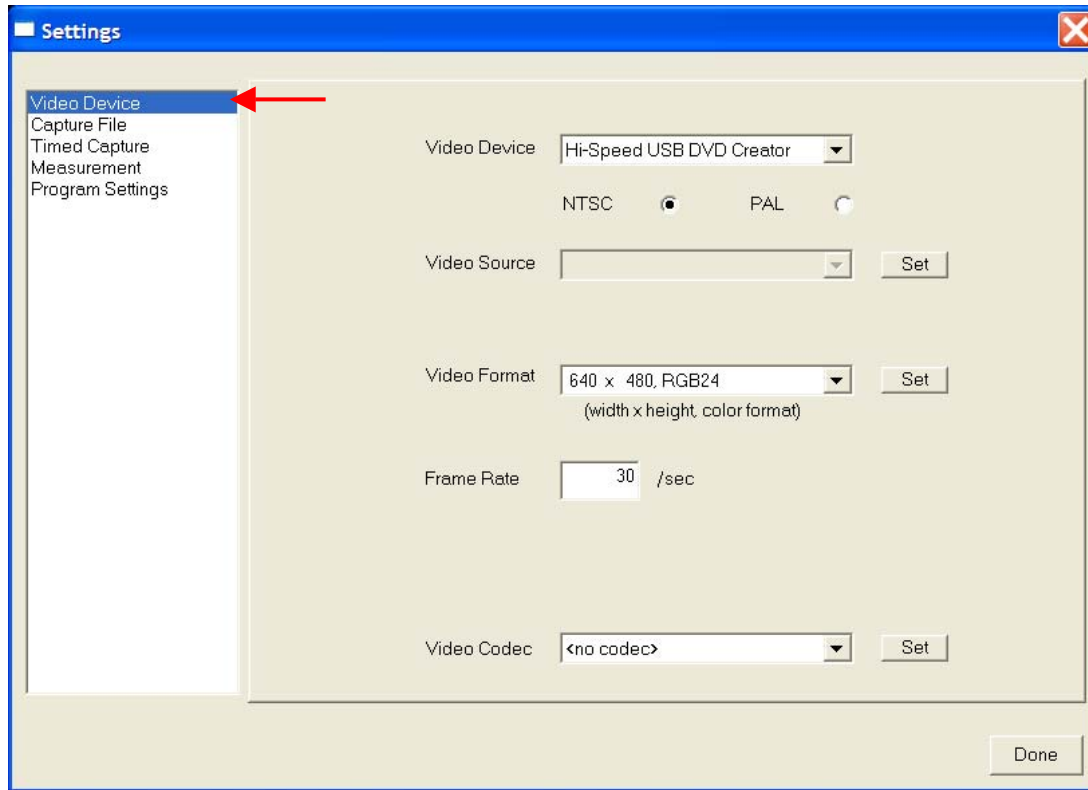 Settings
Video Device
Capture File
Timed Capture
Measurement
Program Settings
Video Device Hi-Speed USB DVD Creator
NTSC PAL
Video Source Set
Video Format 640 x 480, RGB24 Set
(width x height, color format)
Frame Rate 30 /sec
Video Codec <no codec> Set
Done